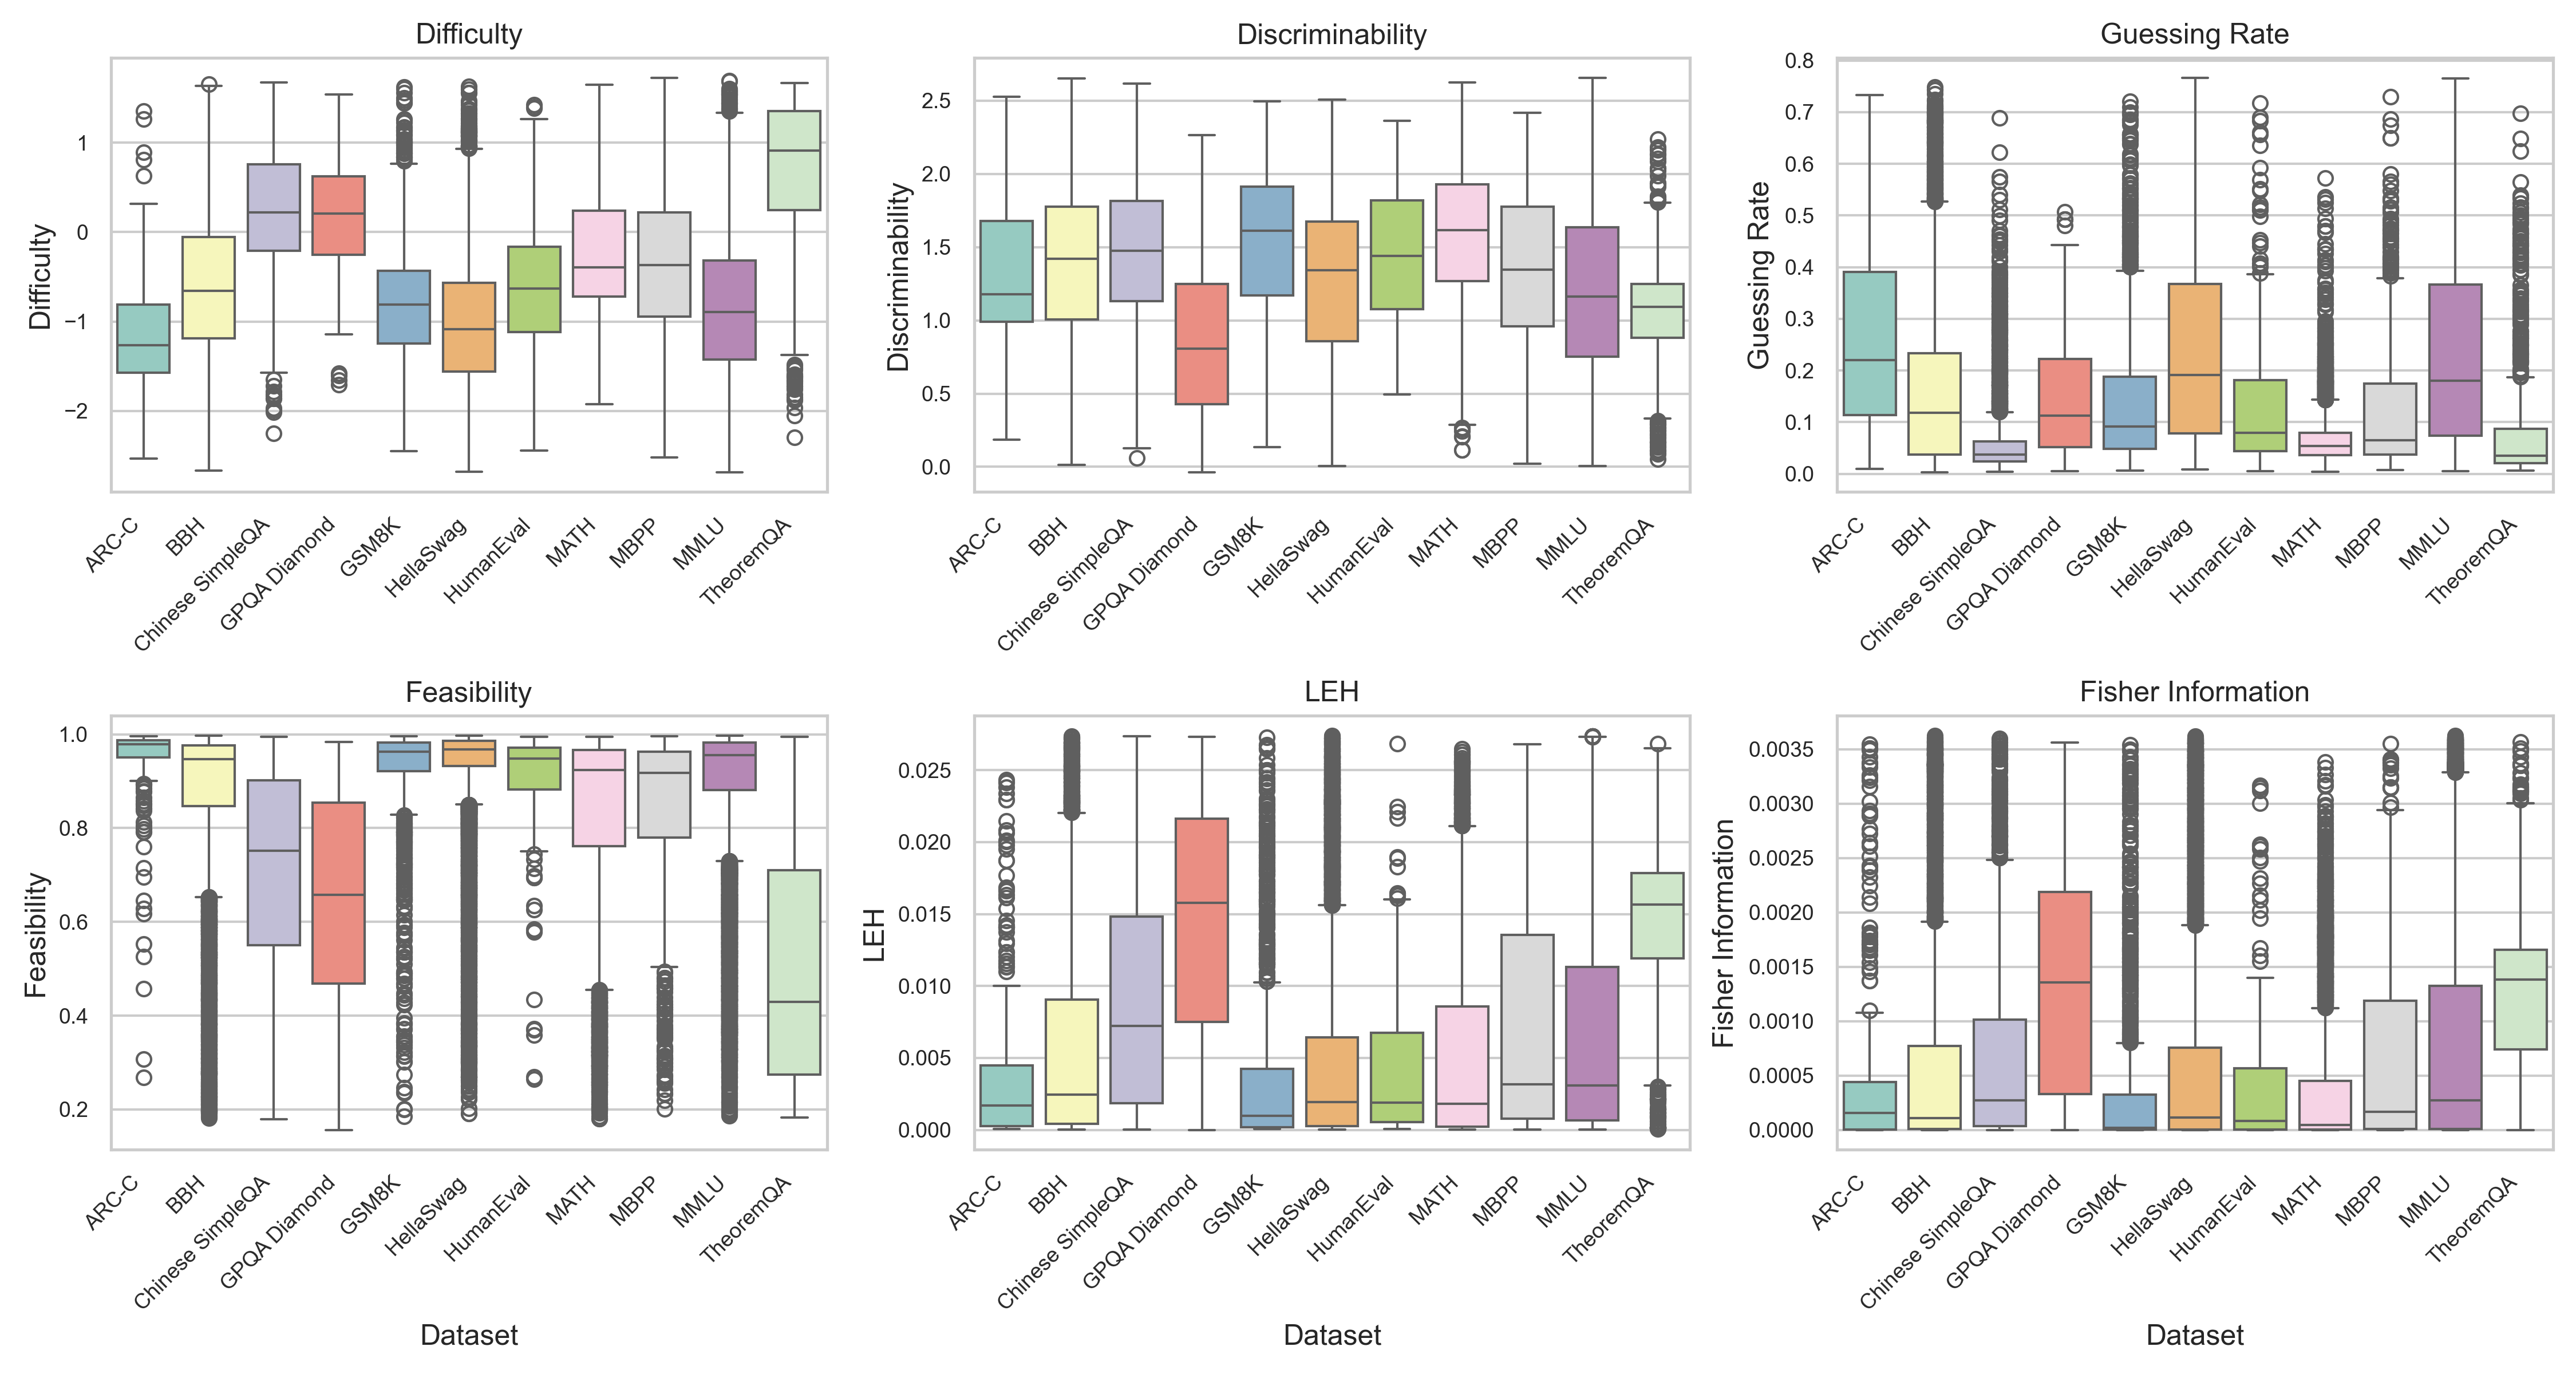 Difficulty
Difficulty
1
0
−1
−2
ARC-C
BBH
Chinese SimpleQA
GPQA Diamond
GSM8K
HellaSwag
HumanEval
MATH
MBPP
MMLU
TheoremQA
Discriminability
Discriminability
2.5
2.0
1.5
1.0
0.5
0.0
ARC-C
BBH
Chinese SimpleQA
GPQA Diamond
GSM8K
HellaSwag
HumanEval
MATH
MBPP
MMLU
TheoremQA
Guessing Rate
Guessing Rate
0.8
0.7
0.6
0.5
0.4
0.3
0.2
0.1
0.0
ARC-C
BBH
Chinese SimpleQA
GPQA Diamond
GSM8K
HellaSwag
HumanEval
MATH
MBPP
MMLU
TheoremQA
Feasibility
Feasibility
1.0
0.8
0.6
0.4
0.2
ARC-C
BBH
Chinese SimpleQA
GPQA Diamond
GSM8K
HellaSwag
HumanEval
MATH
MBPP
MMLU
TheoremQA
Dataset
LEH
LEH
0.025
0.020
0.015
0.010
0.005
0.000
ARC-C
BBH
Chinese SimpleQA
GPQA Diamond
GSM8K
HellaSwag
HumanEval
MATH
MBPP
MMLU
TheoremQA
Dataset
Fisher Information
Fisher Information
0.0035
0.0030
0.0025
0.0020
0.0015
0.0010
0.0005
0.0000
ARC-C
BBH
Chinese SimpleQA
GPQA Diamond
GSM8K
HellaSwag
HumanEval
MATH
MBPP
MMLU
TheoremQA
Dataset